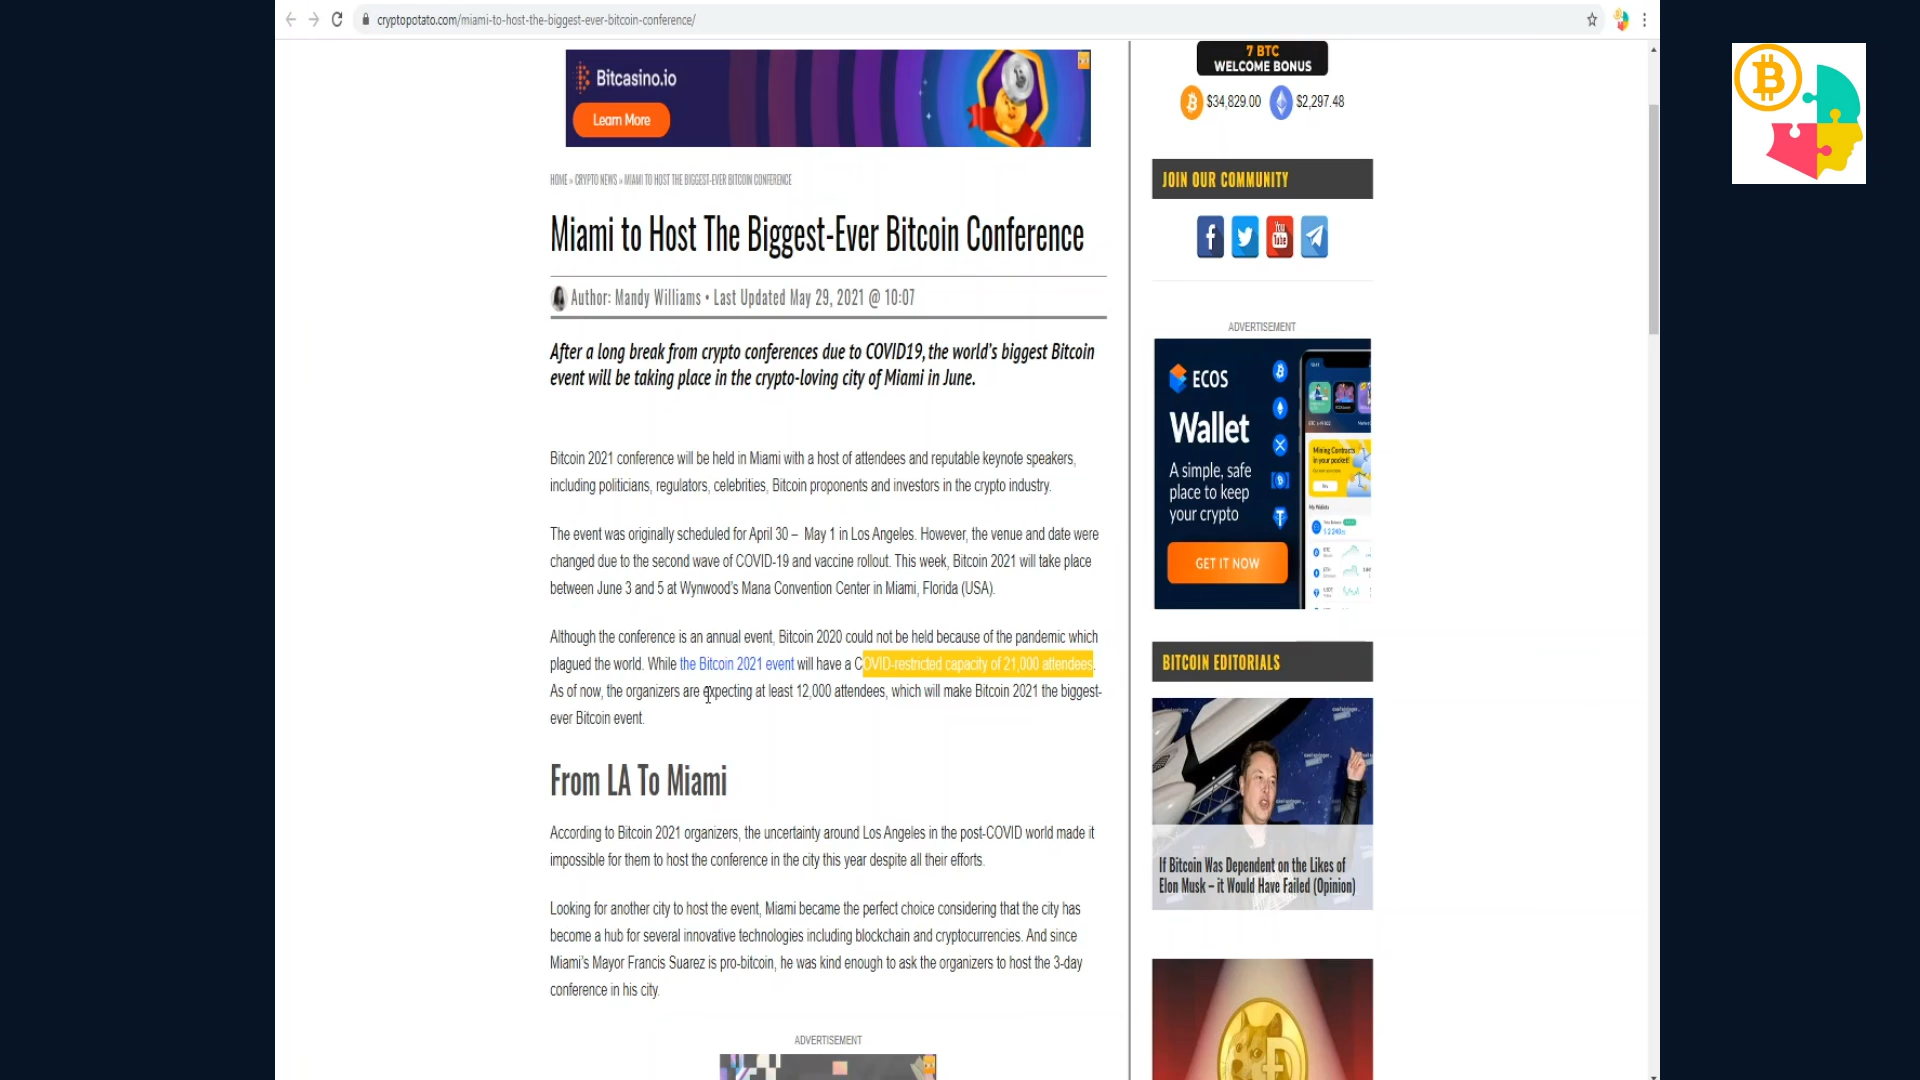 cryptopotato.com/miami-to-host-the-biggest-ever-bitcoin-conference/
Bitcasino.io
Learn More
7 BTC
WELCOME BONUS
$34,829.00 $2,297.48
HOME » CRYPTO NEWS » MIAMI TO HOST THE BIGGEST-EVER BITCOIN CONFERENCE
Miami to Host The Biggest-Ever Bitcoin Conference
Author: Mandy Williams • Last Updated May 29, 2021 @ 10:07
After a long break from crypto conferences due to COVID19, the world's biggest Bitcoin
event will be taking place in the crypto-loving city of Miami in June.
Bitcoin 2021 conference will be held in Miami with a host of attendees and reputable keynote speakers,
including politicians, regulators, celebrities, Bitcoin proponents and investors in the crypto industry.
The event was originally scheduled for April 30 – May 1 in Los Angeles. However, the venue and date were
changed due to the second wave of COVID-19 and vaccine rollout. This week, Bitcoin 2021 will take place
between June 3 and 5 at Wynwood's Mana Convention Center in Miami, Florida (USA).
Although the conference is an annual event, Bitcoin 2020 could not be held because of the pandemic which
plagued the world. While the Bitcoin 2021 event will have a COVID-restricted capacity of 21,000 attendees.
As of now, the organizers are expecting at least 12,000 attendees, which will make Bitcoin 2021 the biggest-
ever Bitcoin event.
From LA To Miami
According to Bitcoin 2021 organizers, the uncertainty around Los Angeles in the post-COVID world made it
impossible for them to host the conference in the city this year despite all their efforts.
Looking for another city to host the event, Miami became the perfect choice considering that the city has
become a hub for several innovative technologies including blockchain and cryptocurrencies. And since
Miami's Mayor Francis Suarez is pro-bitcoin, he was kind enough to ask the organizers to host the 3-day
conference in his city.
ADVERTISEMENT
JOIN OUR COMMUNITY
You
Tube
ADVERTISEMENT
ECOS
Wallet
A simple, safe
place to keep
your crypto
GET IT NOW
Mining Contracts
in your pocket!
My Wallets
BITCOIN EDITORIALS
If Bitcoin Was Dependent on the Likes of
Elon Musk – it Would Have Failed (Opinion)